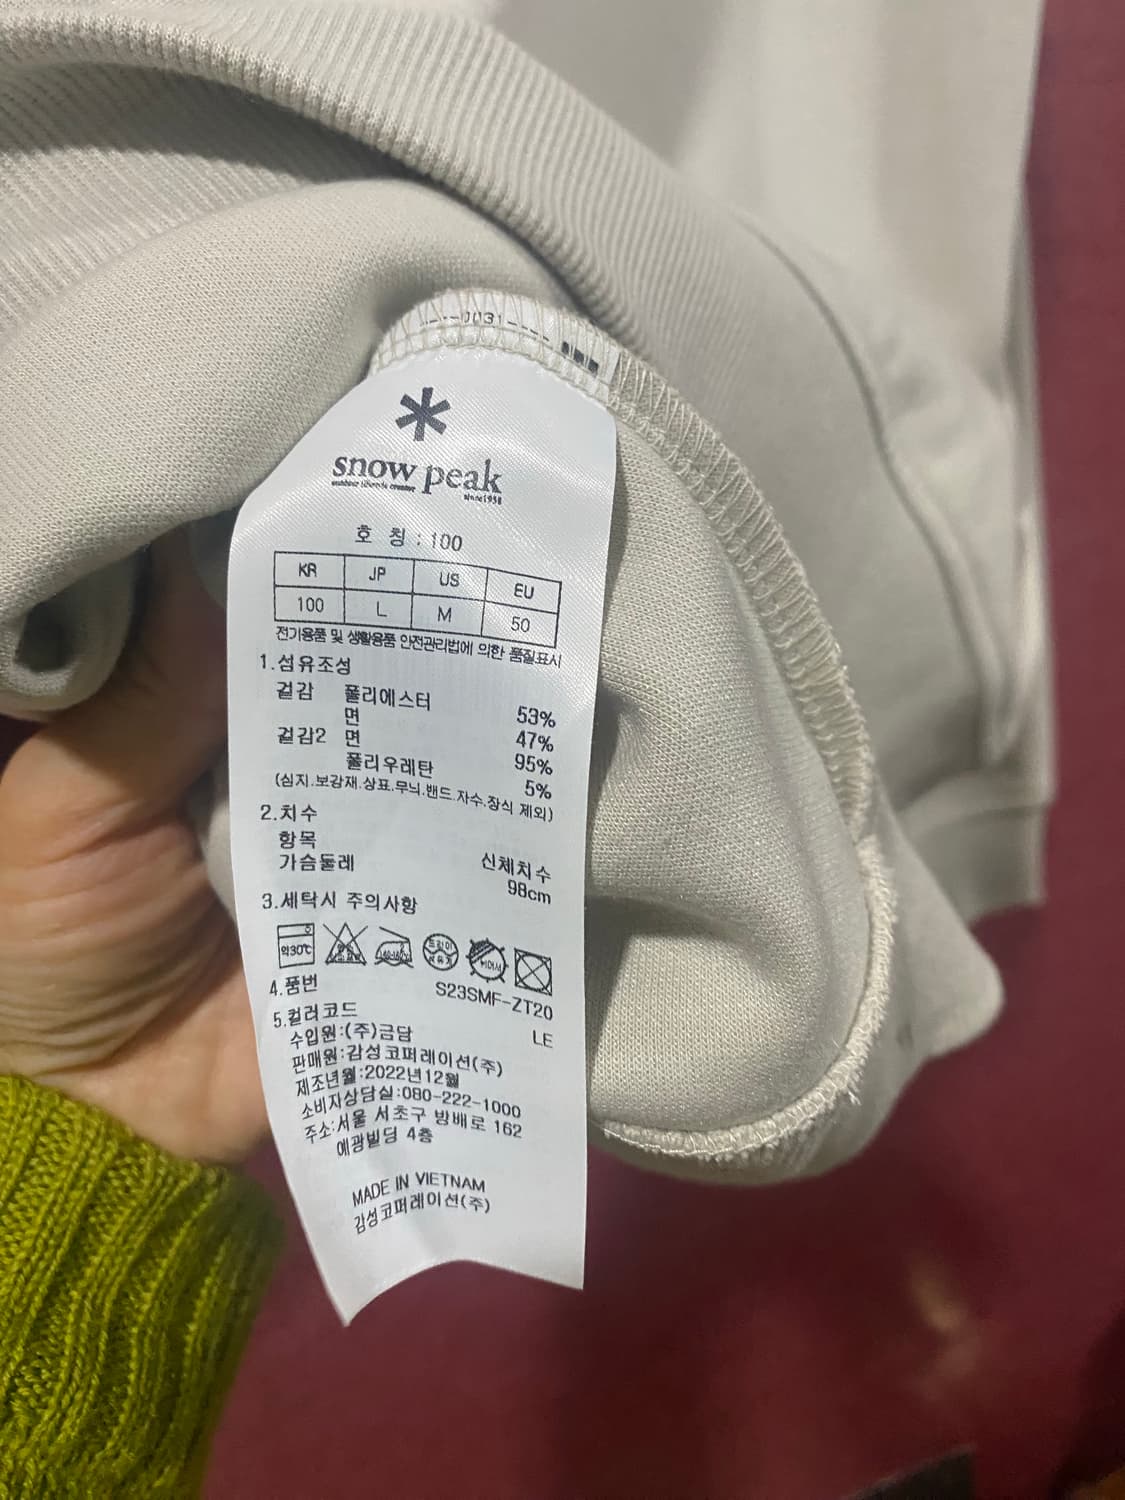 0031
snow peak
outdoor lifestyle creator
since1958
호 칭 : 100
KR JP US EU
100 L M 50
전기용품 및 생활용품 안전관리법에 의한 품질표시
1.섬유조성
겉감 폴리에스터 53%
면 47%
겉감2 면 95%
폴리우레탄 5%
(심지.보강재.상표.무늬.밴드.자수.장식 제외)
2.치수
항목 신체치수
가슴둘레 98cm
3.세탁시 주의사항
약30℃
4.품번 S23SMF-ZT20
5.컬러코드 LE
수입원:(주)금담
판매원:감성코퍼레이션(주)
제조년월:2022년12월
소비자상담실:080-222-1000
주소:서울 서초구 방배로 162
예광빌딩 4층
MADE IN VIETNAM
감성코퍼레이션(주)